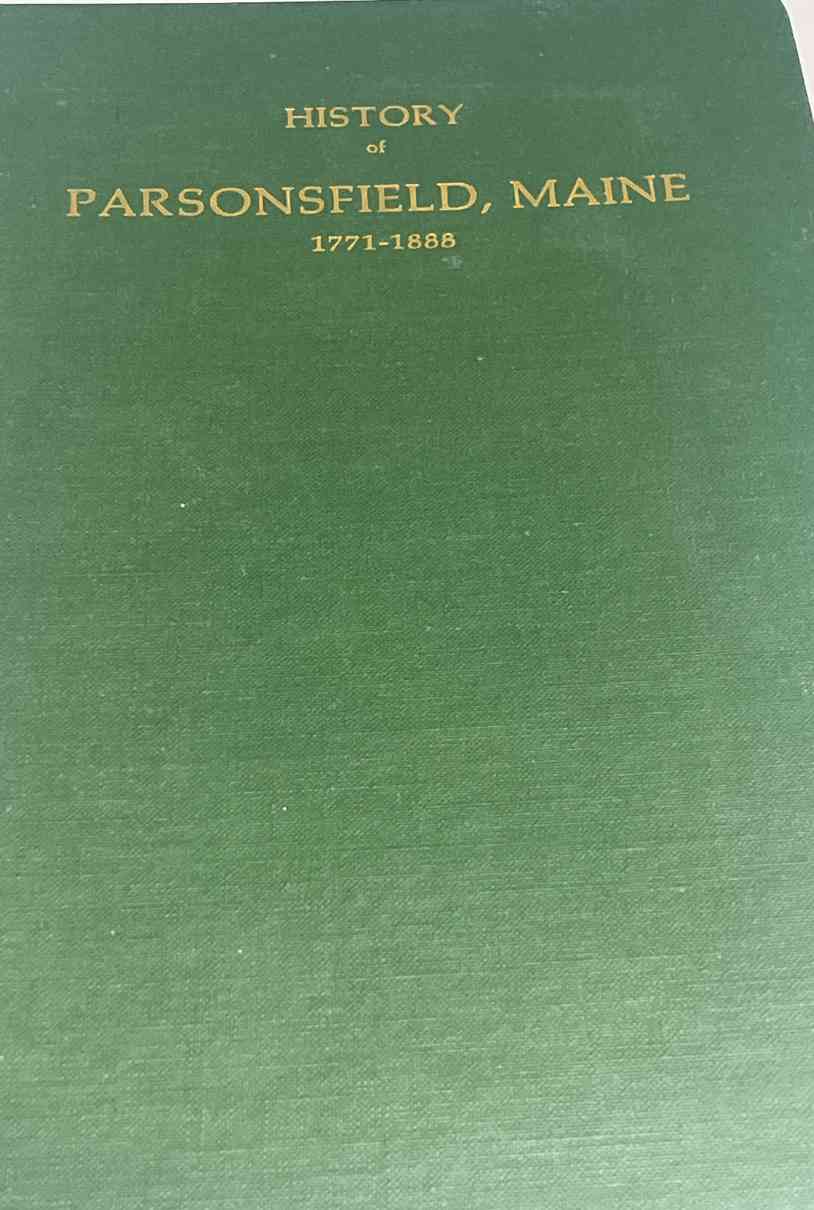 HISTORY
of
PARSONSFIELD, MAINE
1771-1888